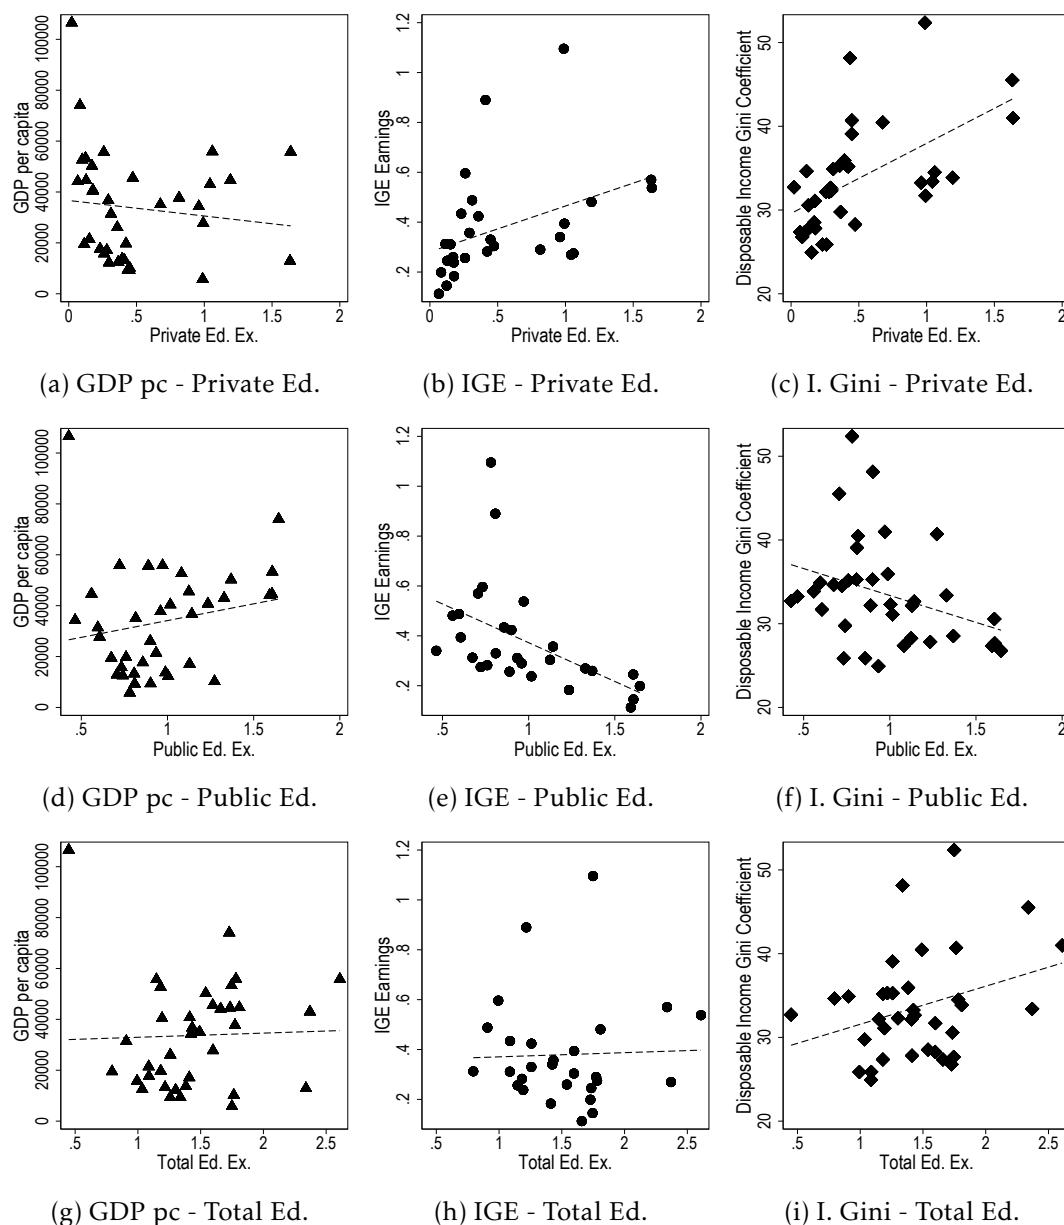 GDP per capita
0 20000 40000 60000 80000 100000
0 .5 1 1.5 2
Private Ed. Ex.
IGE Earnings
.2 .4 .6 .8 1 1.2
0 .5 1 1.5 2
Private Ed. Ex.
Disposable Income Gini Coefficient
20 30 40 50
0 .5 1 1.5 2
Private Ed. Ex.
(a) GDP pc - Private Ed.
(b) IGE - Private Ed.
(c) I. Gini - Private Ed.
GDP per capita
0 20000 40000 60000 80000 100000
.5 1 1.5 2
Public Ed. Ex.
IGE Earnings
.2 .4 .6 .8 1 1.2
.5 1 1.5 2
Public Ed. Ex.
Disposable Income Gini Coefficient
20 30 40 50
.5 1 1.5 2
Public Ed. Ex.
(d) GDP pc - Public Ed.
(e) IGE - Public Ed.
(f) I. Gini - Public Ed.
GDP per capita
0 20000 40000 60000 80000 100000
.5 1 1.5 2 2.5
Total Ed. Ex.
IGE Earnings
.2 .4 .6 .8 1 1.2
.5 1 1.5 2 2.5
Total Ed. Ex.
Disposable Income Gini Coefficient
20 30 40 50
.5 1 1.5 2 2.5
Total Ed. Ex.
(g) GDP pc - Total Ed.
(h) IGE - Total Ed.
(i) I. Gini - Total Ed.